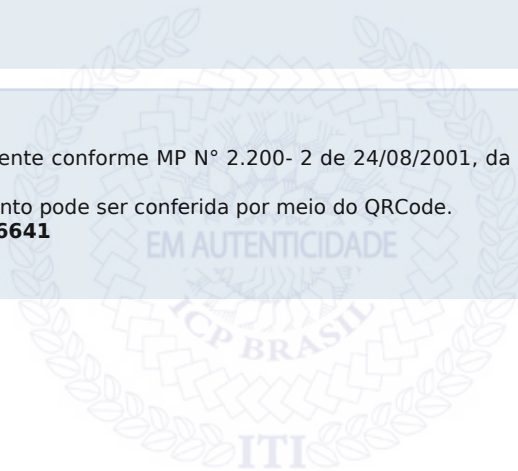 ente conforme MP N° 2.200- 2 de 24/08/2001, da
nto pode ser conferida por meio do QRCode.
6641
EM AUTENTICIDADE
ICP BRASIL
ITI